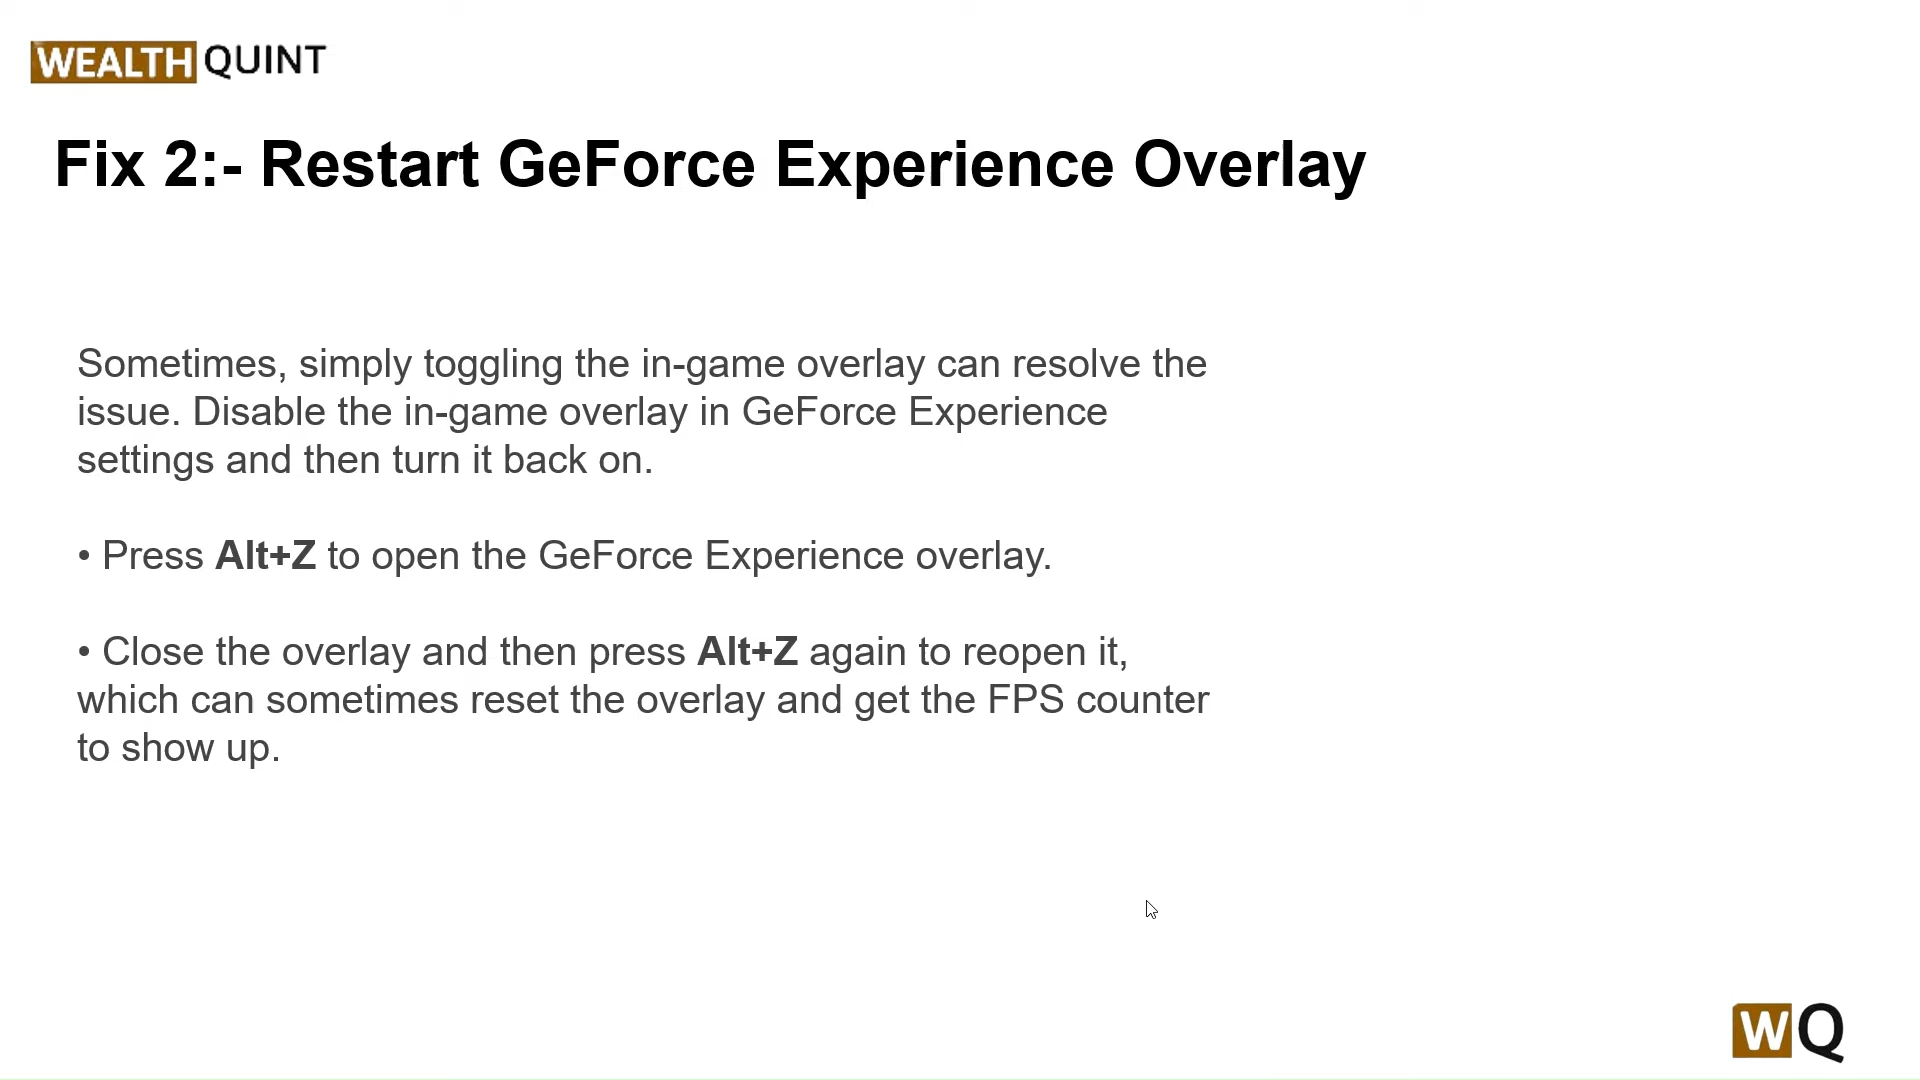 WEALTH QUINT
Fix 2:- Restart GeForce Experience Overlay
Sometimes, simply toggling the in-game overlay can resolve the
issue. Disable the in-game overlay in GeForce Experience
settings and then turn it back on.
• Press Alt+Z to open the GeForce Experience overlay.
• Close the overlay and then press Alt+Z again to reopen it,
which can sometimes reset the overlay and get the FPS counter
to show up.
WQ